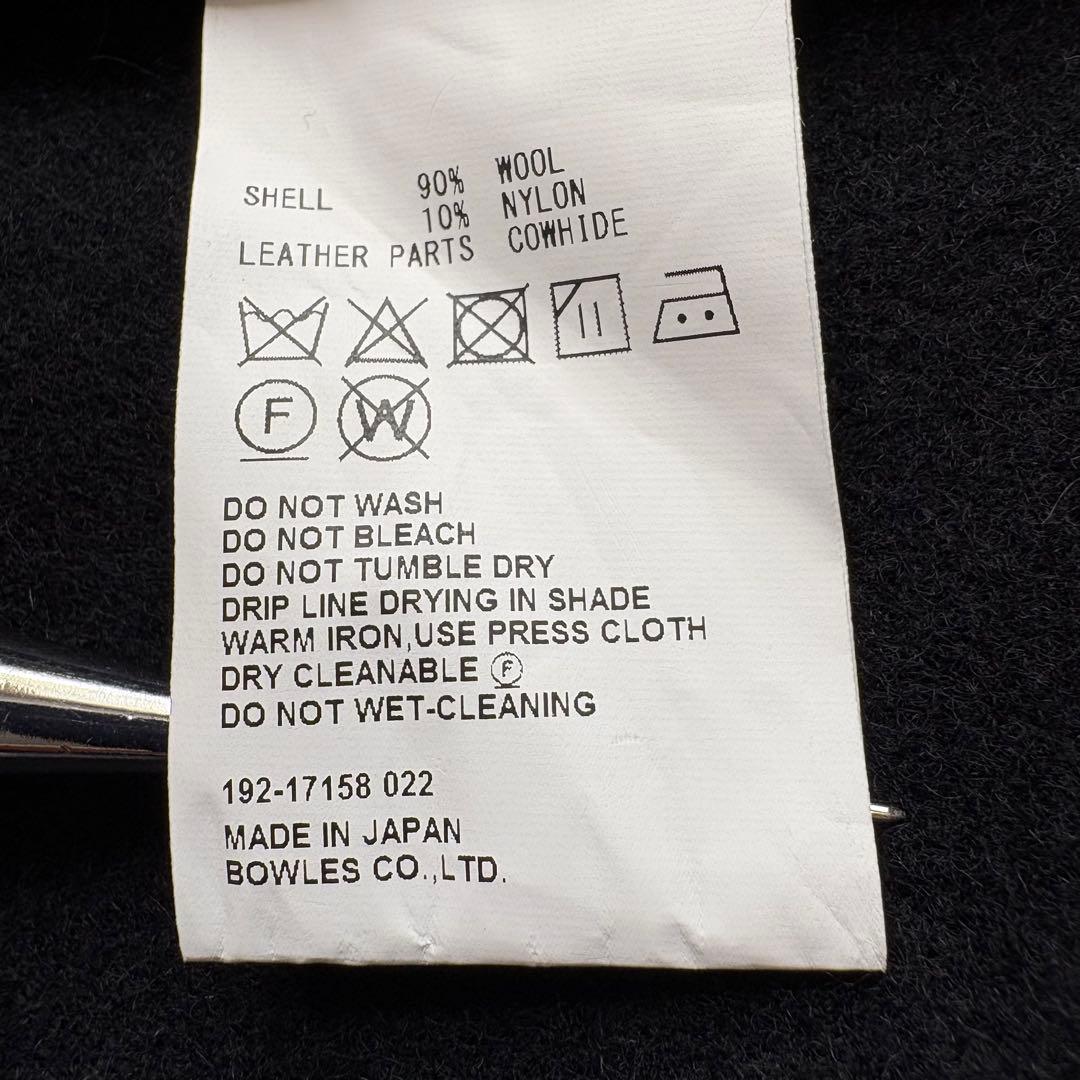 SHELL 90% WOOL
10% NYLON
LEATHER PARTS COWHIDE
F W
DO NOT WASH
DO NOT BLEACH
DO NOT TUMBLE DRY
DRIP LINE DRYING IN SHADE
WARM IRON,USE PRESS CLOTH
DRY CLEANABLE Ⓕ
DO NOT WET-CLEANING
192-17158 022
MADE IN JAPAN
BOWLES CO.,LTD.